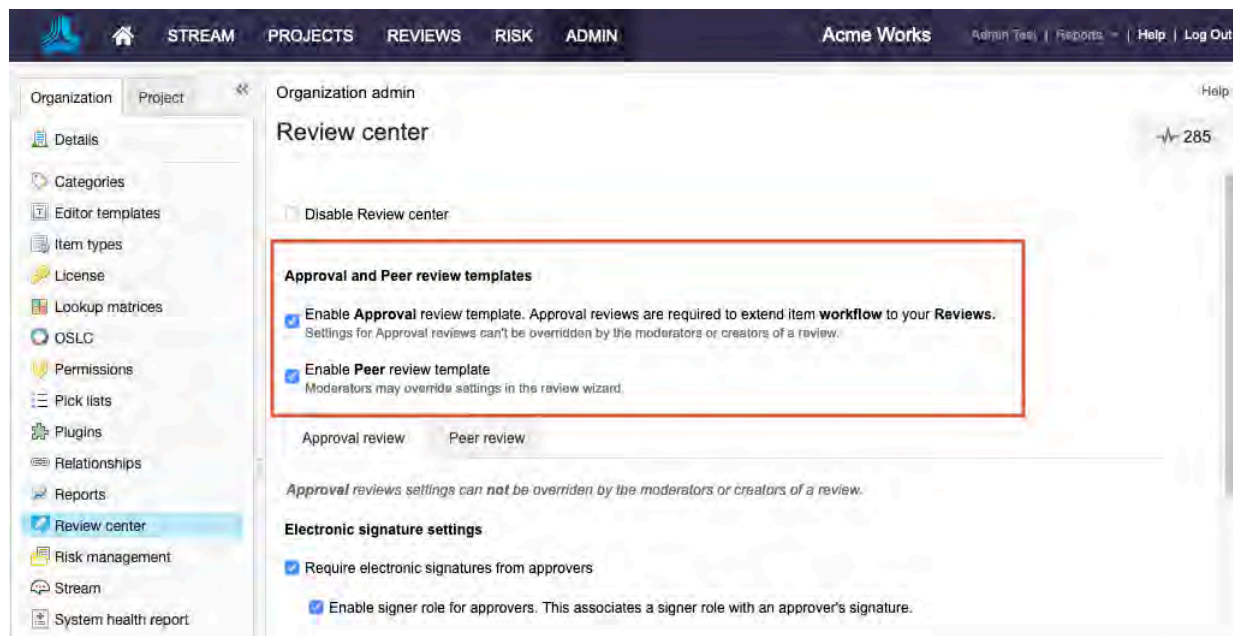 STREAM PROJECTS REVIEWS RISK ADMIN Acme Works Admin Test | Reports | Help | Log Out
Organization Project «
Details
Categories
Editor templates
Item types
License
Lookup matrices
OSLC
Permissions
Pick lists
Plugins
Relationships
Reports
Review center
Risk management
Stream
System health report
Organization admin Help
Review center 285
Disable Review center
Approval and Peer review templates
Enable Approval review template. Approval reviews are required to extend item workflow to your Reviews.
Settings for Approval reviews can't be overridden by the moderators or creators of a review.
Enable Peer review template
Moderators may override settings in the review wizard.
Approval review Peer review
Approval reviews settings can not be overriden by the moderators or creators of a review.
Electronic signature settings
Require electronic signatures from approvers
Enable signer role for approvers. This associates a signer role with an approver's signature.